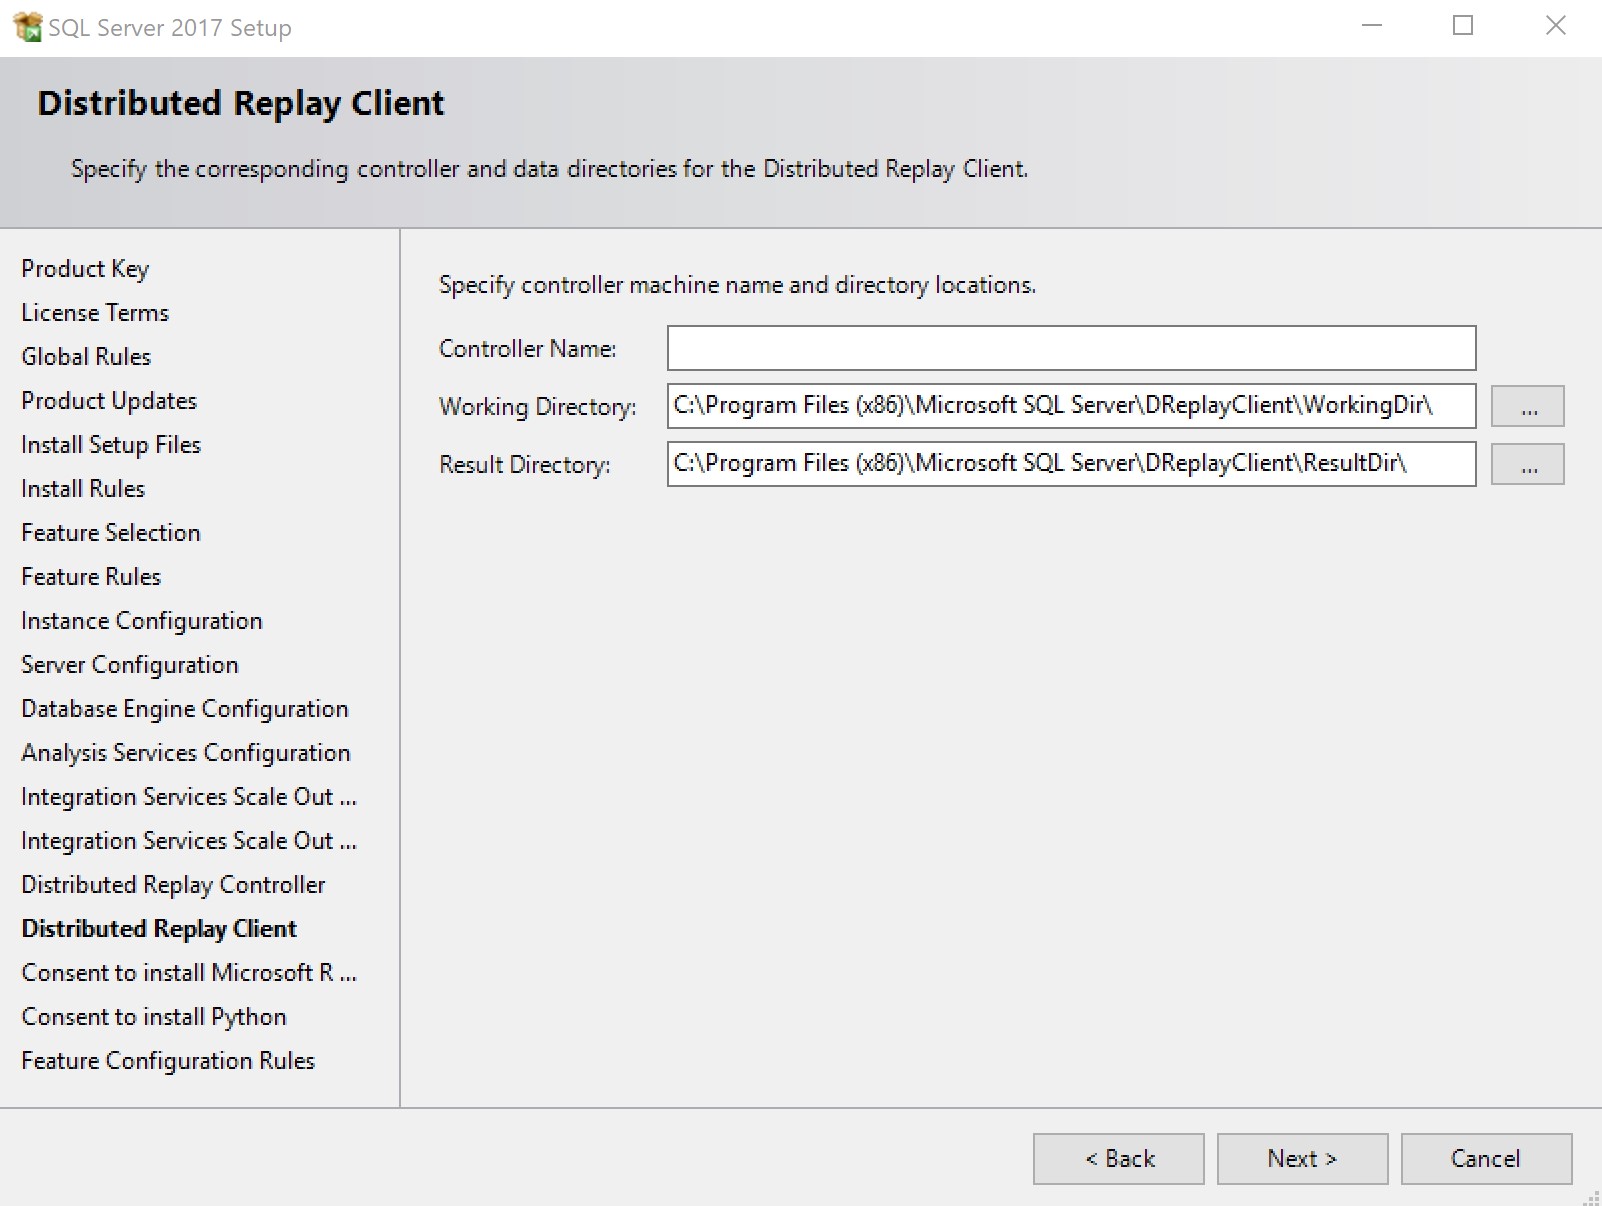 SQL Server 2017 Setup
Distributed Replay Client
Specify the corresponding controller and data directories for the Distributed Replay Client.
Product Key
License Terms
Global Rules
Product Updates
Install Setup Files
Install Rules
Feature Selection
Feature Rules
Instance Configuration
Server Configuration
Database Engine Configuration
Analysis Services Configuration
Integration Services Scale Out ...
Integration Services Scale Out ...
Distributed Replay Controller
Distributed Replay Client
Consent to install Microsoft R ...
Consent to install Python
Feature Configuration Rules
Specify controller machine name and directory locations.
Controller Name:
Working Directory: C:\Program Files (x86)\Microsoft SQL Server\DReplayClient\WorkingDir\ ...
Result Directory: C:\Program Files (x86)\Microsoft SQL Server\DReplayClient\ResultDir\ ...
< Back Next > Cancel